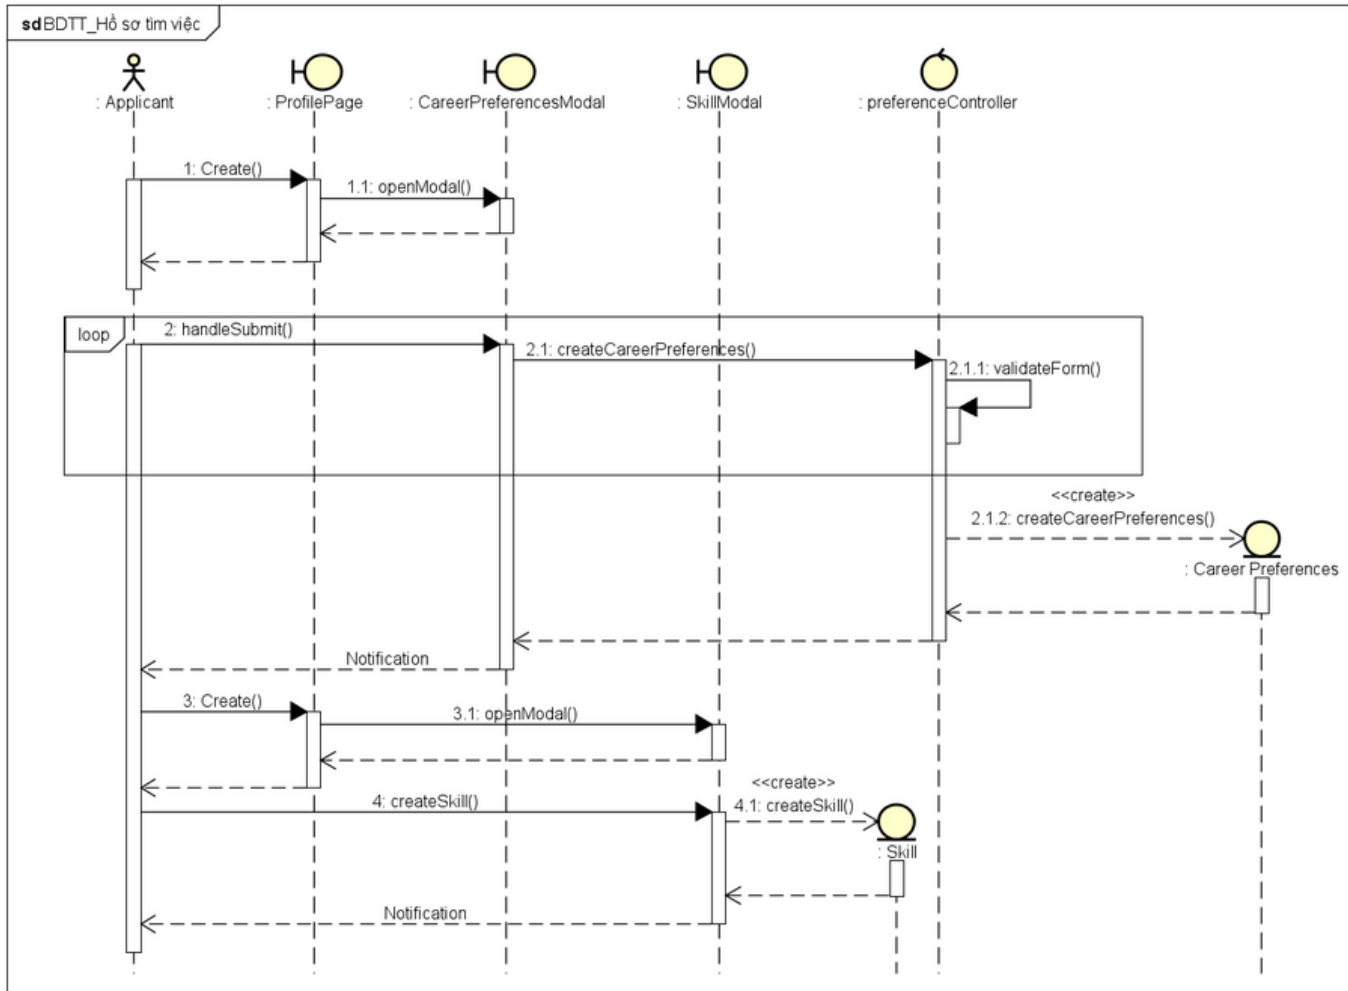 sd BDTT_Hồ sơ tìm việc
: Applicant
: ProfilePage
: CareerPreferencesModal
: SkillModal
: preferenceController
1: Create()
1.1: openModal()
loop
2: handleSubmit()
2.1: createCareerPreferences()
2.1.1: validateForm()
<<create>>
2.1.2: createCareerPreferences()
: Career Preferences
Notification
3: Create()
3.1: openModal()
<<create>>
4: createSkill()
4.1: createSkill()
: Skill
Notification